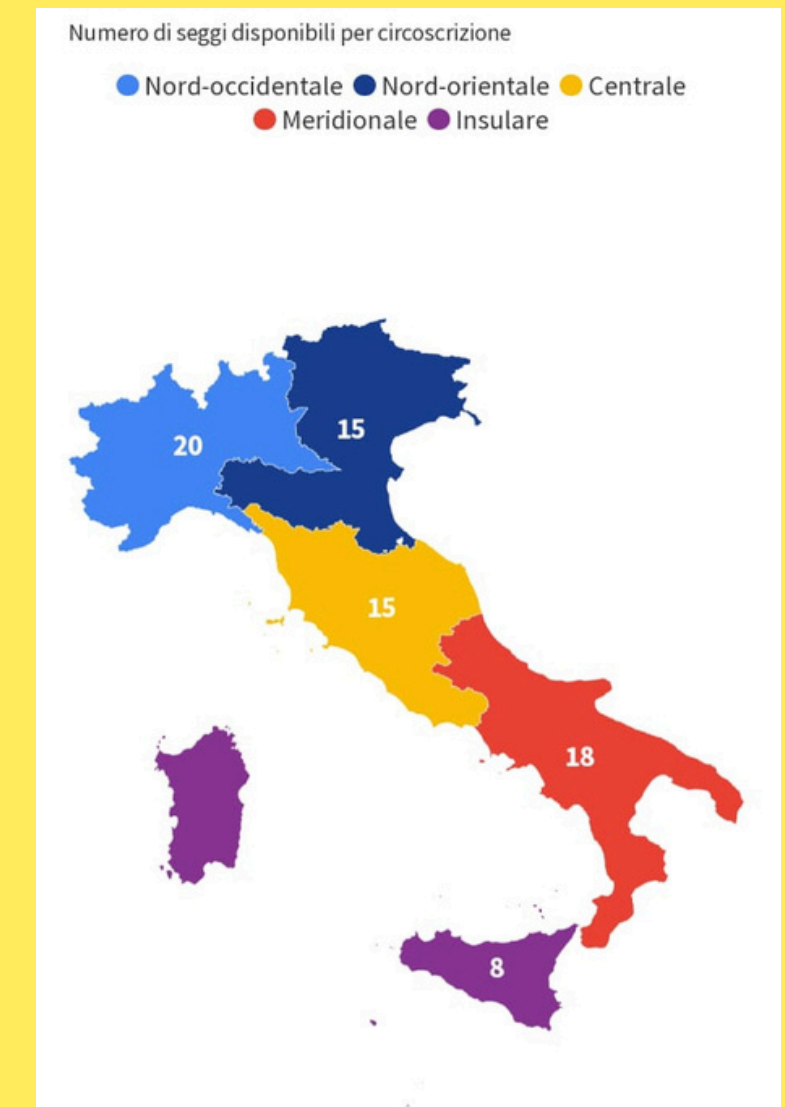 Numero di seggi disponibili per circoscrizione
Nord-occidentale Nord-orientale Centrale
Meridionale Insulare
15
20
15
18
8